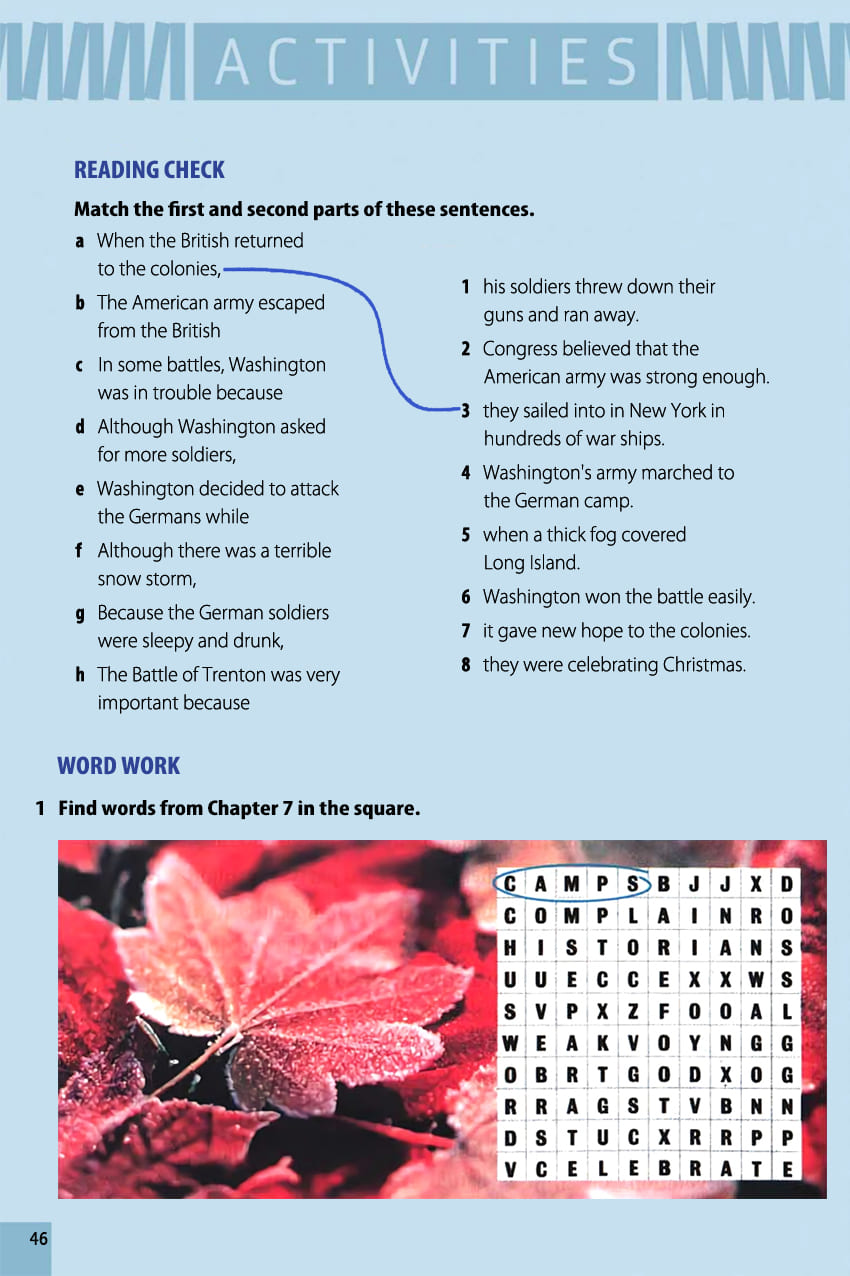 ACTIVITIES
READING CHECK
Match the first and second parts of these sentences.
a When the British returned
to the colonies,
b The American army escaped
from the British
c In some battles, Washington
was in trouble because
d Although Washington asked
for more soldiers,
e Washington decided to attack
the Germans while
f Although there was a terrible
snow storm,
g Because the German soldiers
were sleepy and drunk,
h The Battle of Trenton was very
important because
1 his soldiers threw down their
guns and ran away.
2 Congress believed that the
American army was strong enough.
3 they sailed into in New York in
hundreds of war ships.
4 Washington's army marched to
the German camp.
5 when a thick fog covered
Long Island.
6 Washington won the battle easily.
7 it gave new hope to the colonies.
8 they were celebrating Christmas.
WORD WORK
1 Find words from Chapter 7 in the square.
C A M P S B J J X D
C O M P L A I N R O
H I S T O R I A N S
U U E C C E X X W S
S V P X Z F O O A L
W E A K V O Y N G G
O B R T G O D X O G
R R A G S T V B N N
D S T U C X R R P P
V C E L E B R A T E
46